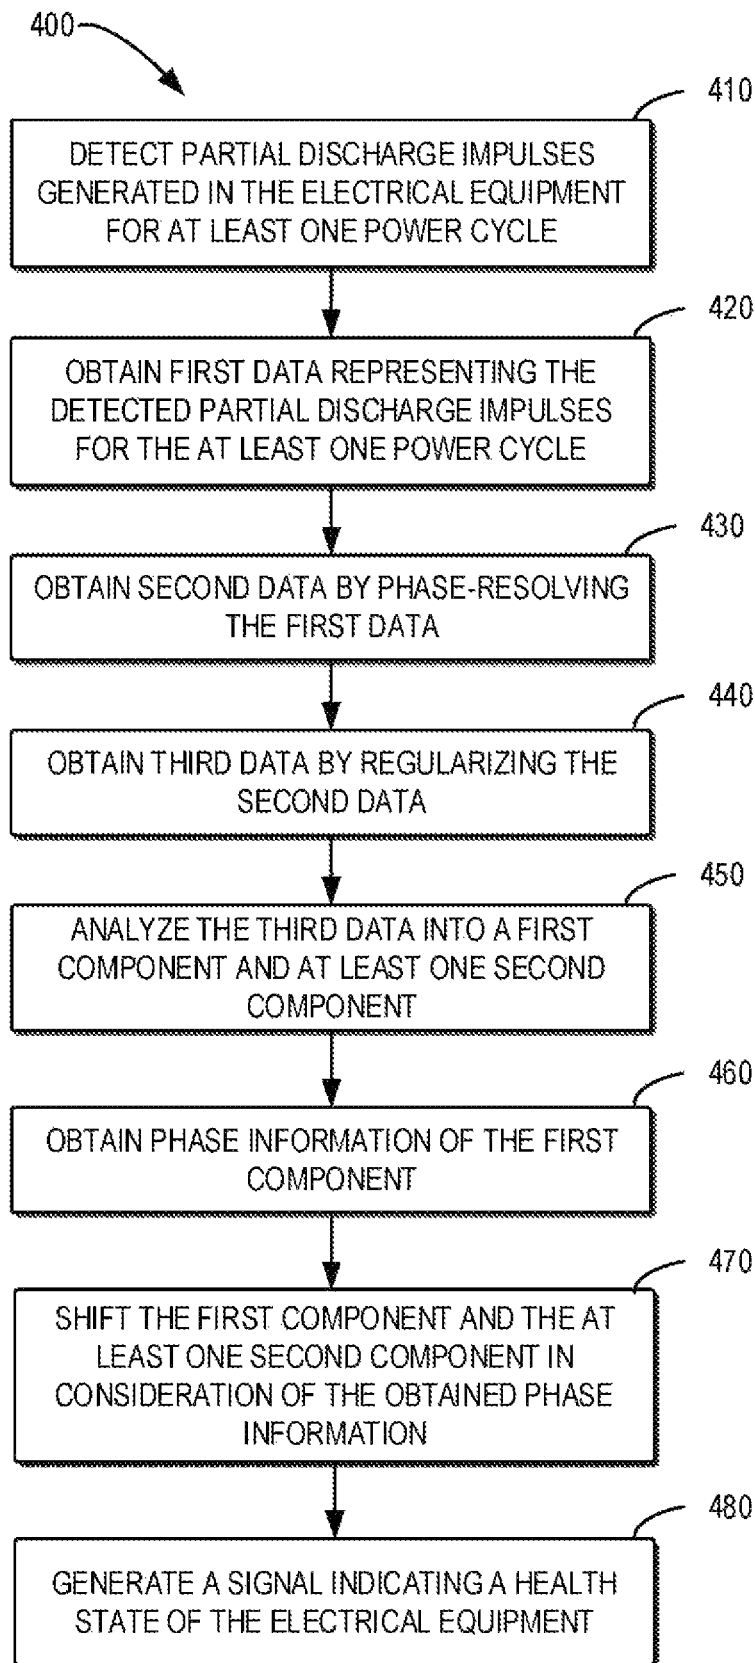 400
410
DETECT PARTIAL DISCHARGE IMPULSES
GENERATED IN THE ELECTRICAL EQUIPMENT
FOR AT LEAST ONE POWER CYCLE
420
OBTAIN FIRST DATA REPRESENTING THE
DETECTED PARTIAL DISCHARGE IMPULSES
FOR THE AT LEAST ONE POWER CYCLE
430
OBTAIN SECOND DATA BY PHASE-RESOLVING
THE FIRST DATA
440
OBTAIN THIRD DATA BY REGULARIZING THE
SECOND DATA
450
ANALYZE THE THIRD DATA INTO A FIRST
COMPONENT AND AT LEAST ONE SECOND
COMPONENT
460
OBTAIN PHASE INFORMATION OF THE FIRST
COMPONENT
470
SHIFT THE FIRST COMPONENT AND THE AT
LEAST ONE SECOND COMPONENT IN
CONSIDERATION OF THE OBTAINED PHASE
INFORMATION
480
GENERATE A SIGNAL INDICATING A HEALTH
STATE OF THE ELECTRICAL EQUIPMENT